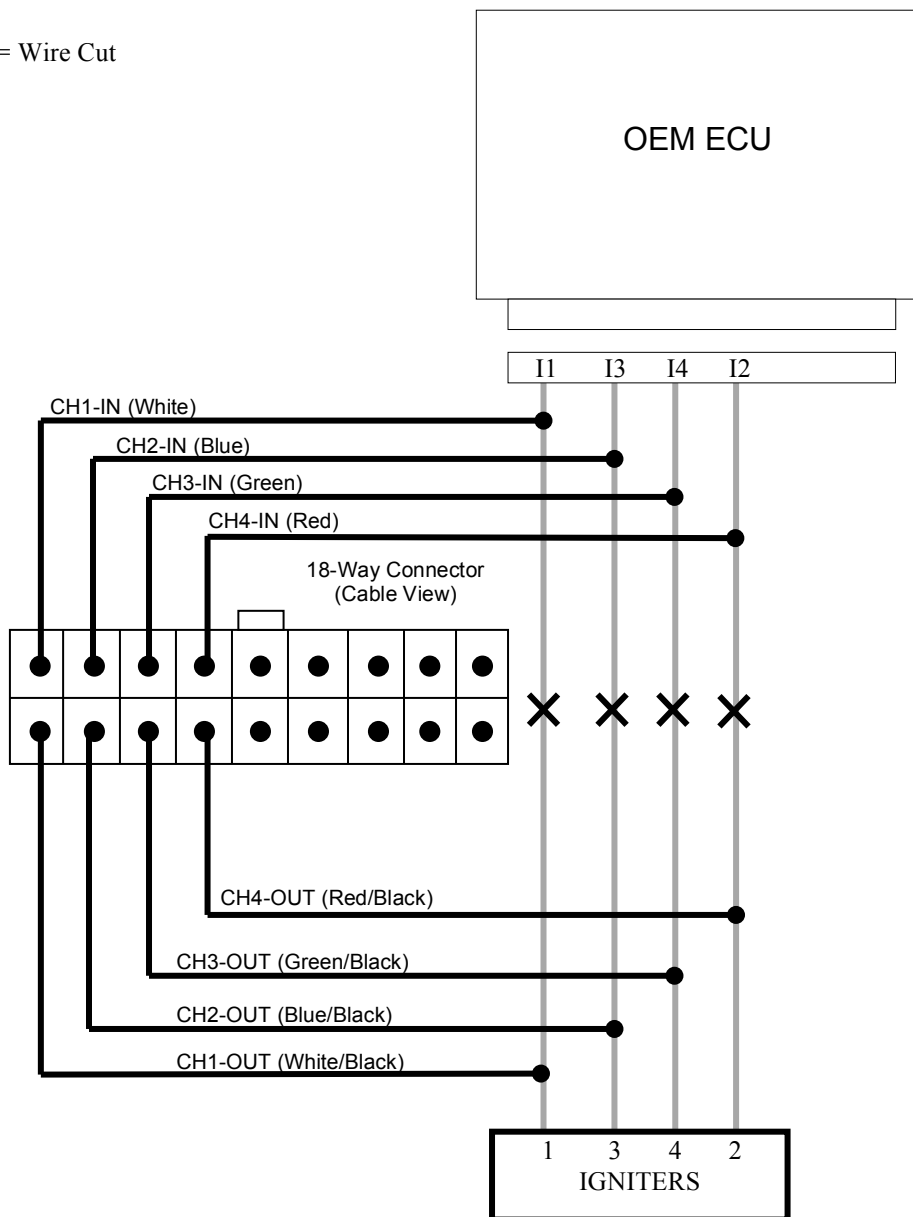 = Wire Cut
OEM ECU
I1 I3 I4 I2
CH1-IN (White)
CH2-IN (Blue)
CH3-IN (Green)
CH4-IN (Red)
18-Way Connector
(Cable View)
CH4-OUT (Red/Black)
CH3-OUT (Green/Black)
CH2-OUT (Blue/Black)
CH1-OUT (White/Black)
1 3 4 2
IGNITERS